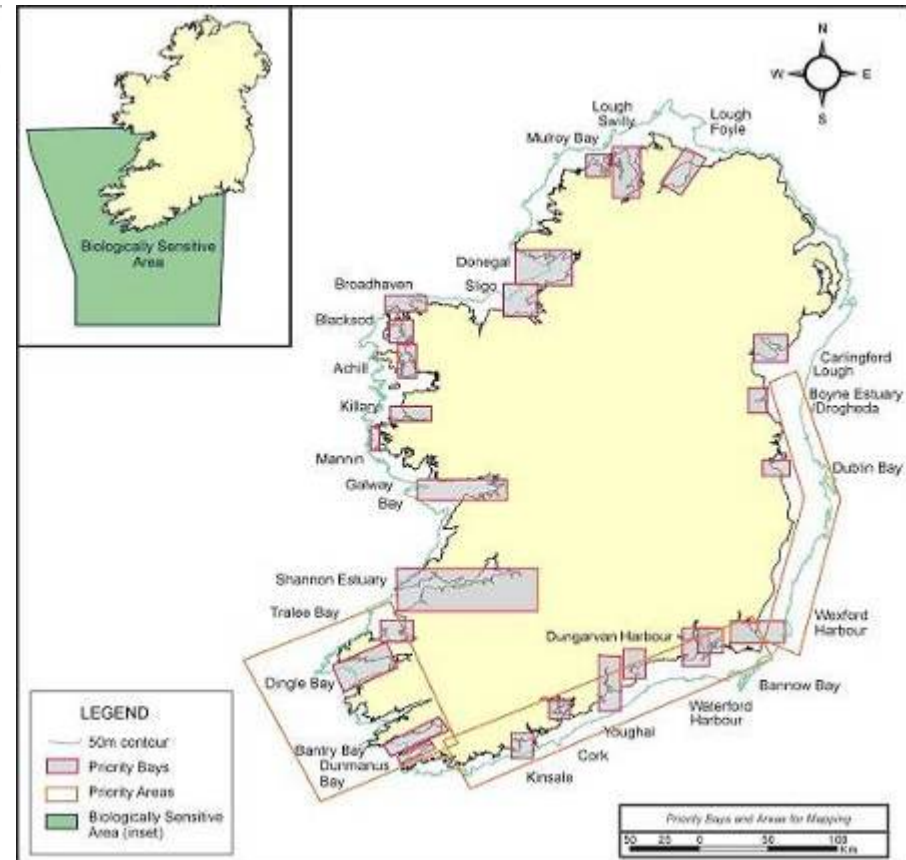 Biologically Sensitive
Area
N
W
E
S
Lough
Swilly
Lough
Foyle
Mulroy Bay
Donegal
Sligo
Broadhaven
Blacksod
Achill
Killary
Mannin
Galway
Bay
Carlingford
Lough
Boyne Estuary
/Drogheda
Dublin Bay
Shannon Estuary
Tralee Bay
Dingle Bay
Bantry Bay
Dunmanus
Bay
Dungarvan Harbour
Wexford
Harbour
Bannow Bay
Waterford
Harbour
Youghal
Cork
Kinsale
LEGEND
50m contour
Priority Bays
Priority Areas
Biologically Sensitive
Area (inset)
Priority Bays and Areas for Mapping
50 25 0 50 100
Km